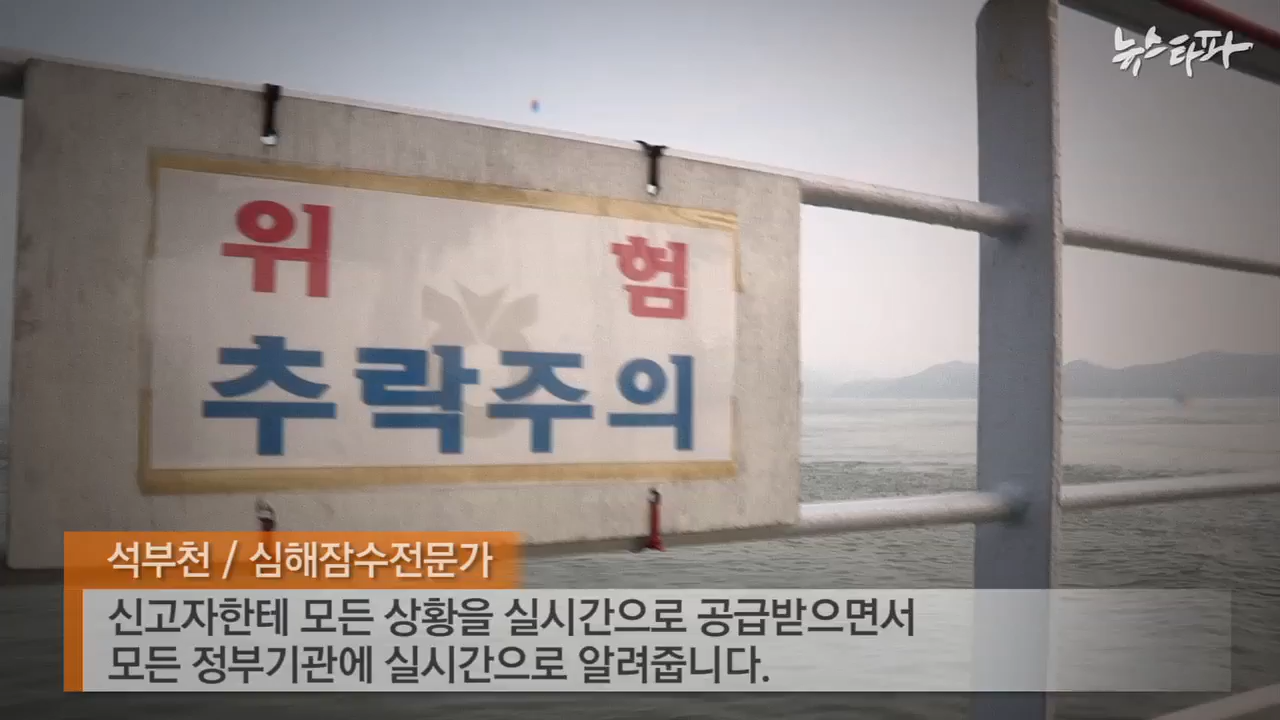 뉴스타파
위 험
추락주의
석부천 / 심해잠수전문가
신고자한테 모든 상황을 실시간으로 공급받으면서
모든 정부기관에 실시간으로 알려줍니다.